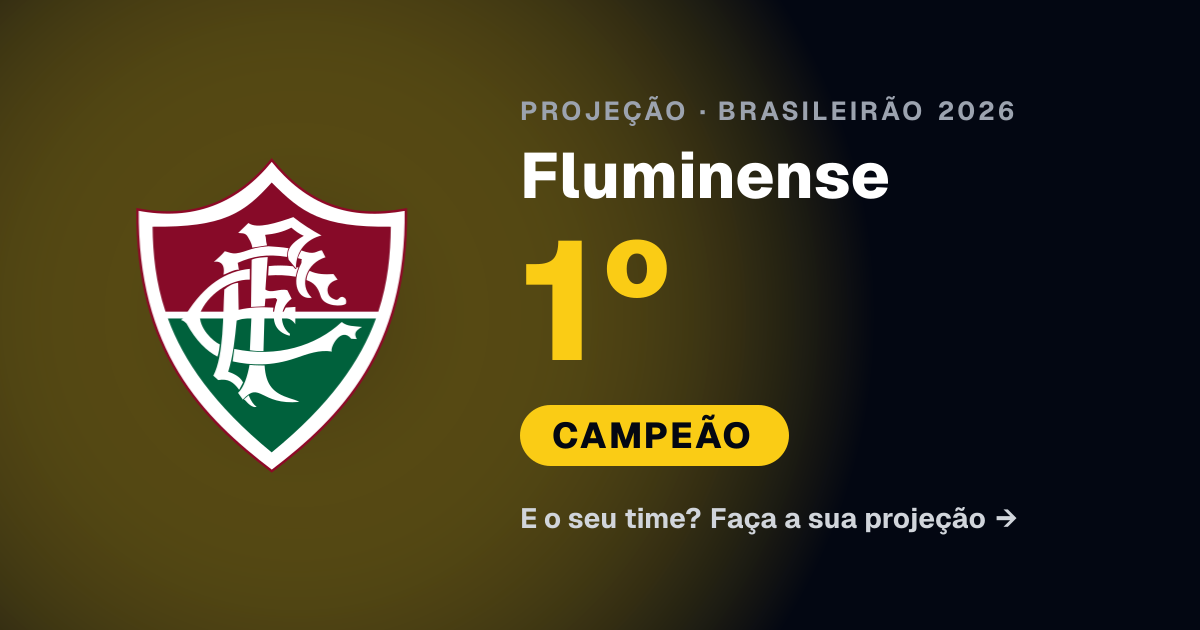 PROJEÇÃO · BRASILEIRÃO 2026
Fluminense
1º
CAMPEÃO
E o seu time? Faça a sua projeção →